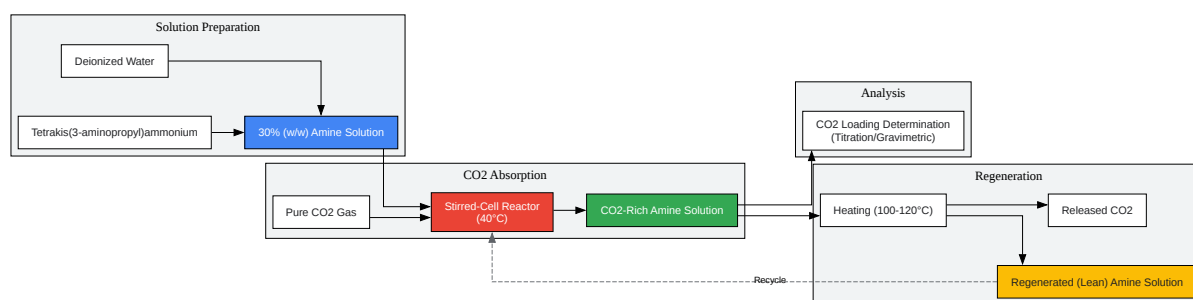 Solution Preparation
Deionized Water
Tetrakis(3-aminopropyl)ammonium
30% (w/w) Amine Solution
CO2 Absorption
Pure CO2 Gas
Stirred-Cell Reactor
(40°C)
CO2-Rich Amine Solution
Analysis
CO2 Loading Determination
(Titration/Gravimetric)
Regeneration
Heating (100-120°C)
Released CO2
Regenerated (Lean) Amine Solution
Recycle